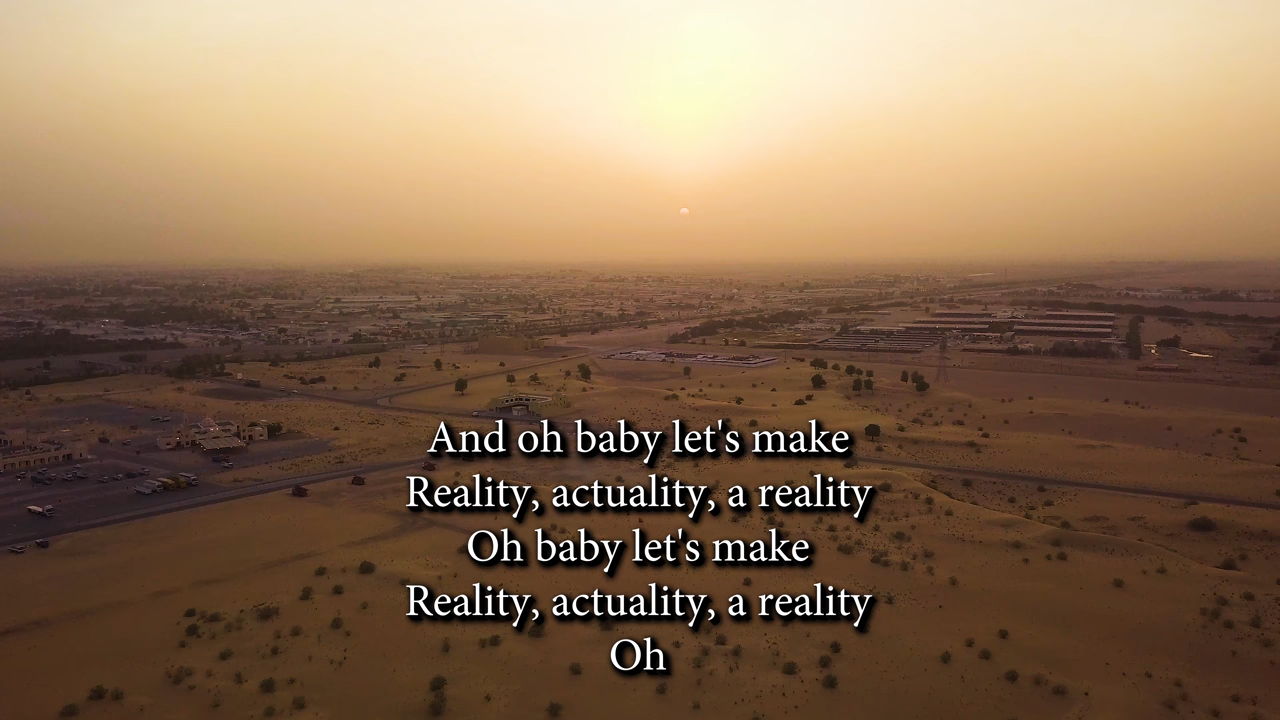 And oh baby let's make
Reality, actuality, a reality
Oh baby let's make
Reality, actuality, a reality
Oh